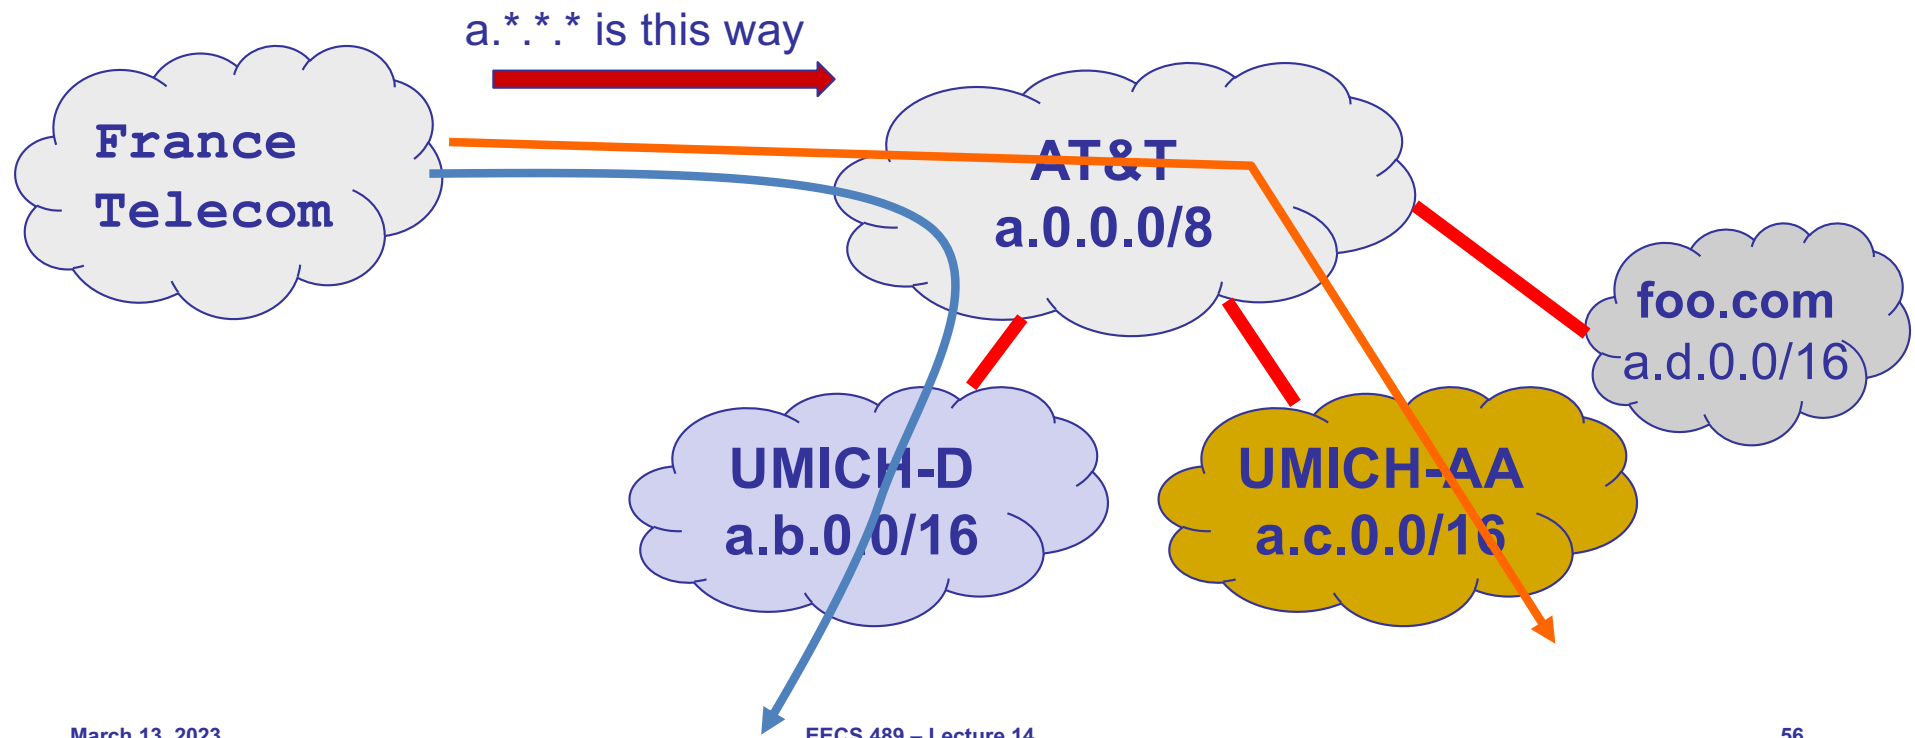 a.*.*.* is this way
France
Telecom
AT&T
a.0.0.0/8
foo.com
a.d.0.0/16
UMICH-D
a.b.0.0/16
UMICH-AA
a.c.0.0/16
March 13, 2023
EECS 489 – Lecture 14
56